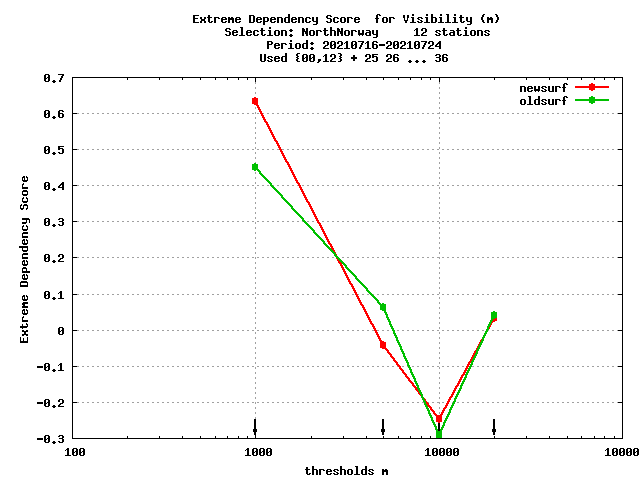 Extreme Dependency Score  for Visibility (m)
Selection: NorthNorway     12 stations
Period: 20210716-20210724
Used {00,12} + 25 26 ... 36
newsurf
oldsurf
Extreme Dependency Score
0.7
0.6
0.5
0.4
0.3
0.2
0.1
0
-0.1
-0.2
-0.3
100 1000 10000 10000
thresholds m